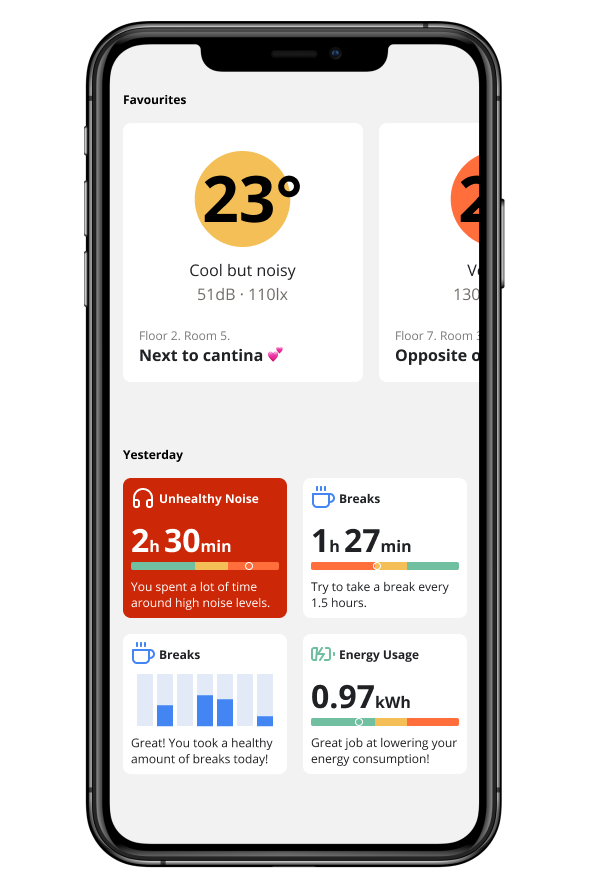 Favourites
23°
Cool but noisy
51dB · 110lx
Floor 2. Room 5.
Next to cantina 💕
2
130
Floor 7. Room
Opposite
Yesterday
Unhealthy Noise
2h 30min
You spent a lot of time
around high noise levels.
Breaks
1h 27min
Try to take a break every
1.5 hours.
Breaks
Great! You took a healthy
amount of breaks today!
Energy Usage
0.97kWh
Great job at lowering your
energy consumption!